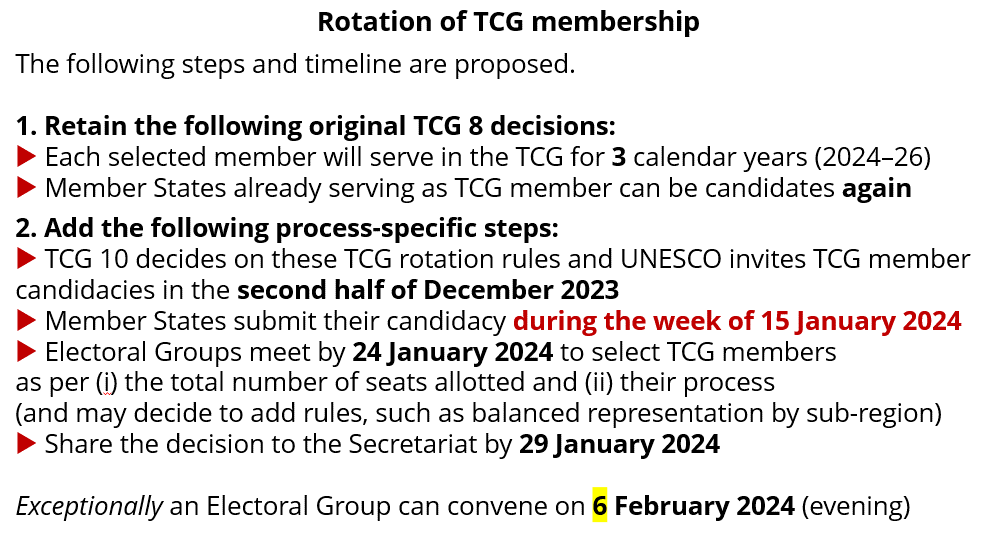 Rotation of TCG membership
The following steps and timeline are proposed.
1. Retain the following original TCG 8 decisions:
▶ Each selected member will serve in the TCG for 3 calendar years (2024–26)
▶ Member States already serving as TCG member can be candidates again
2. Add the following process-specific steps:
▶ TCG 10 decides on these TCG rotation rules and UNESCO invites TCG member
candidacies in the second half of December 2023
▶ Member States submit their candidacy during the week of 15 January 2024
▶ Electoral Groups meet by 24 January 2024 to select TCG members
as per (i) the total number of seats allotted and (ii) their process
(and may decide to add rules, such as balanced representation by sub-region)
▶ Share the decision to the Secretariat by 29 January 2024
Exceptionally an Electoral Group can convene on 6 February 2024 (evening)